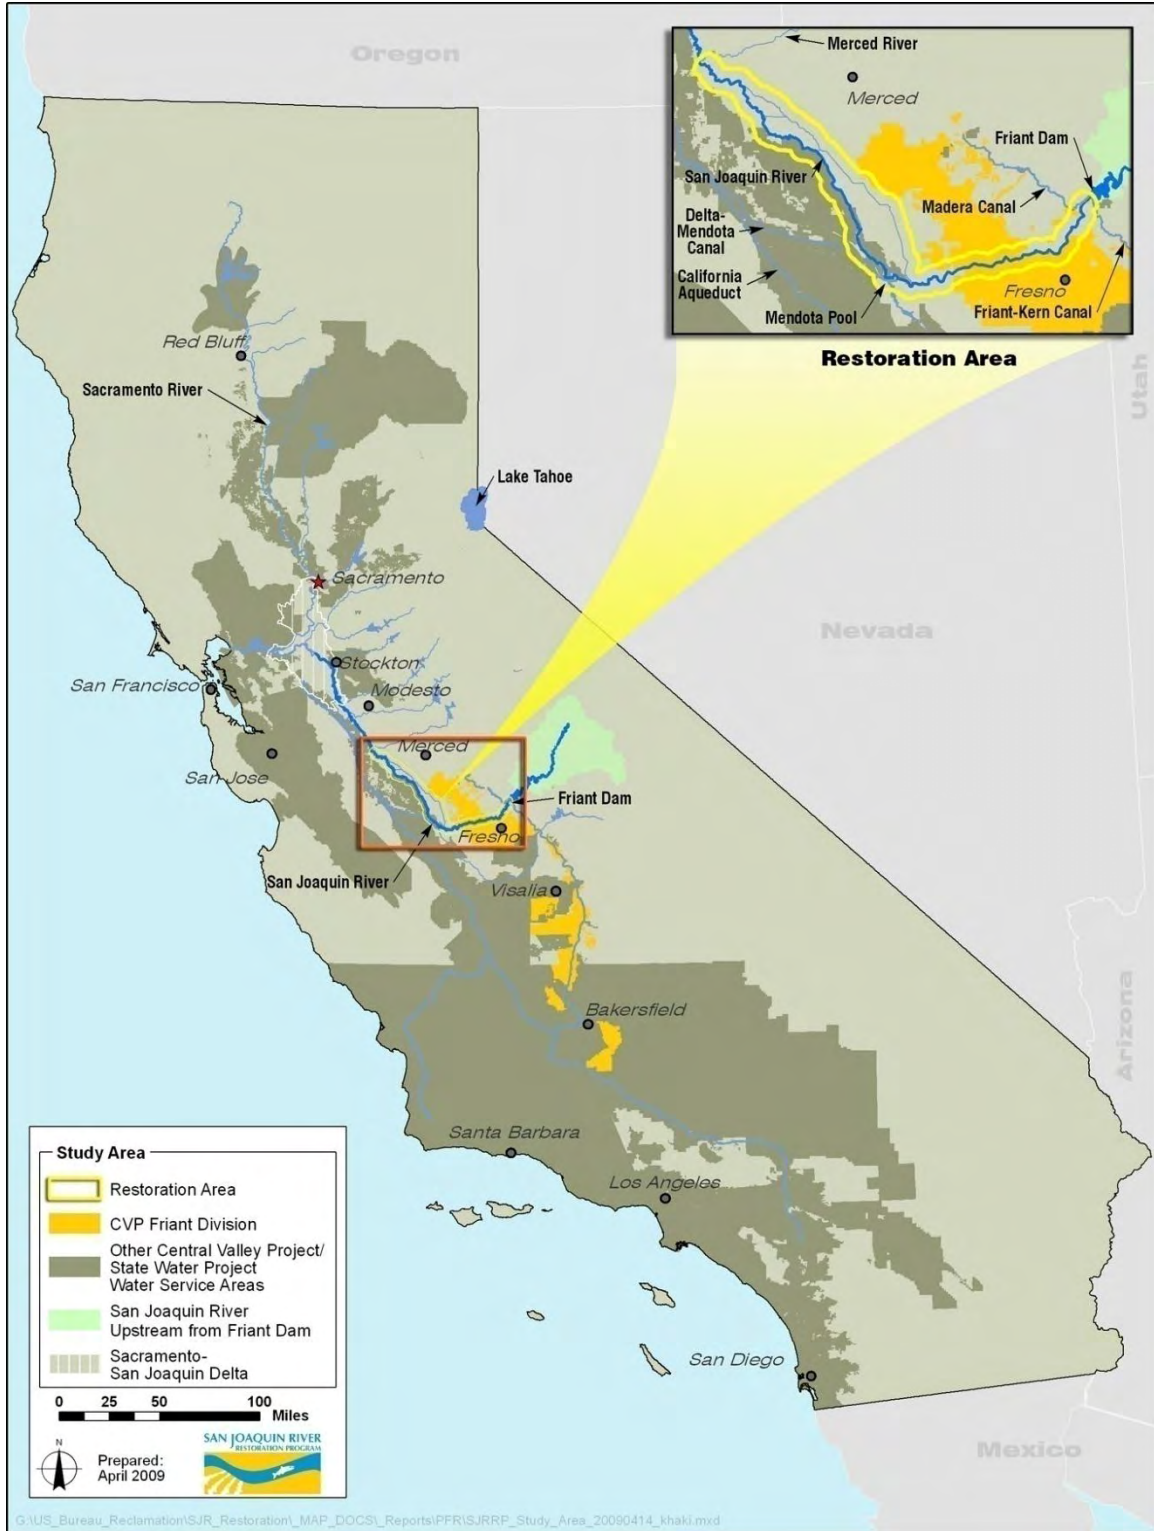 Oregon
Merced River
Merced
Friant Dam
San Joaquin River
Madera Canal
Delta-
Mendota
Canal
California
Aqueduct
Fresno
Mendota Pool
Friant-Kern Canal
Restoration Area
Utah
Red Bluff
Sacramento River
Lake Tahoe
Sacramento
Nevada
Stockton
San Francisco
Modesto
Merced
San Jose
Friant Dam
Fresno
San Joaquin River
Visalia
Arizona
Bakersfield
Santa Barbara
Los Angeles
San Diego
Mexico
Study Area
Restoration Area
CVP Friant Division
Other Central Valley Project/
State Water Project
Water Service Areas
San Joaquin River
Upstream from Friant Dam
Sacramento-
San Joaquin Delta
0 25 50 100
Miles
N
Prepared:
April 2009
SAN JOAQUIN RIVER
RESTORATION PROGRAM
G:\US_Bureau_Reclamation\SJR_Restoration\_MAP_DOCS\_Reports\PFR\SJRRP_Study_Area_20090414_khaki.mxd